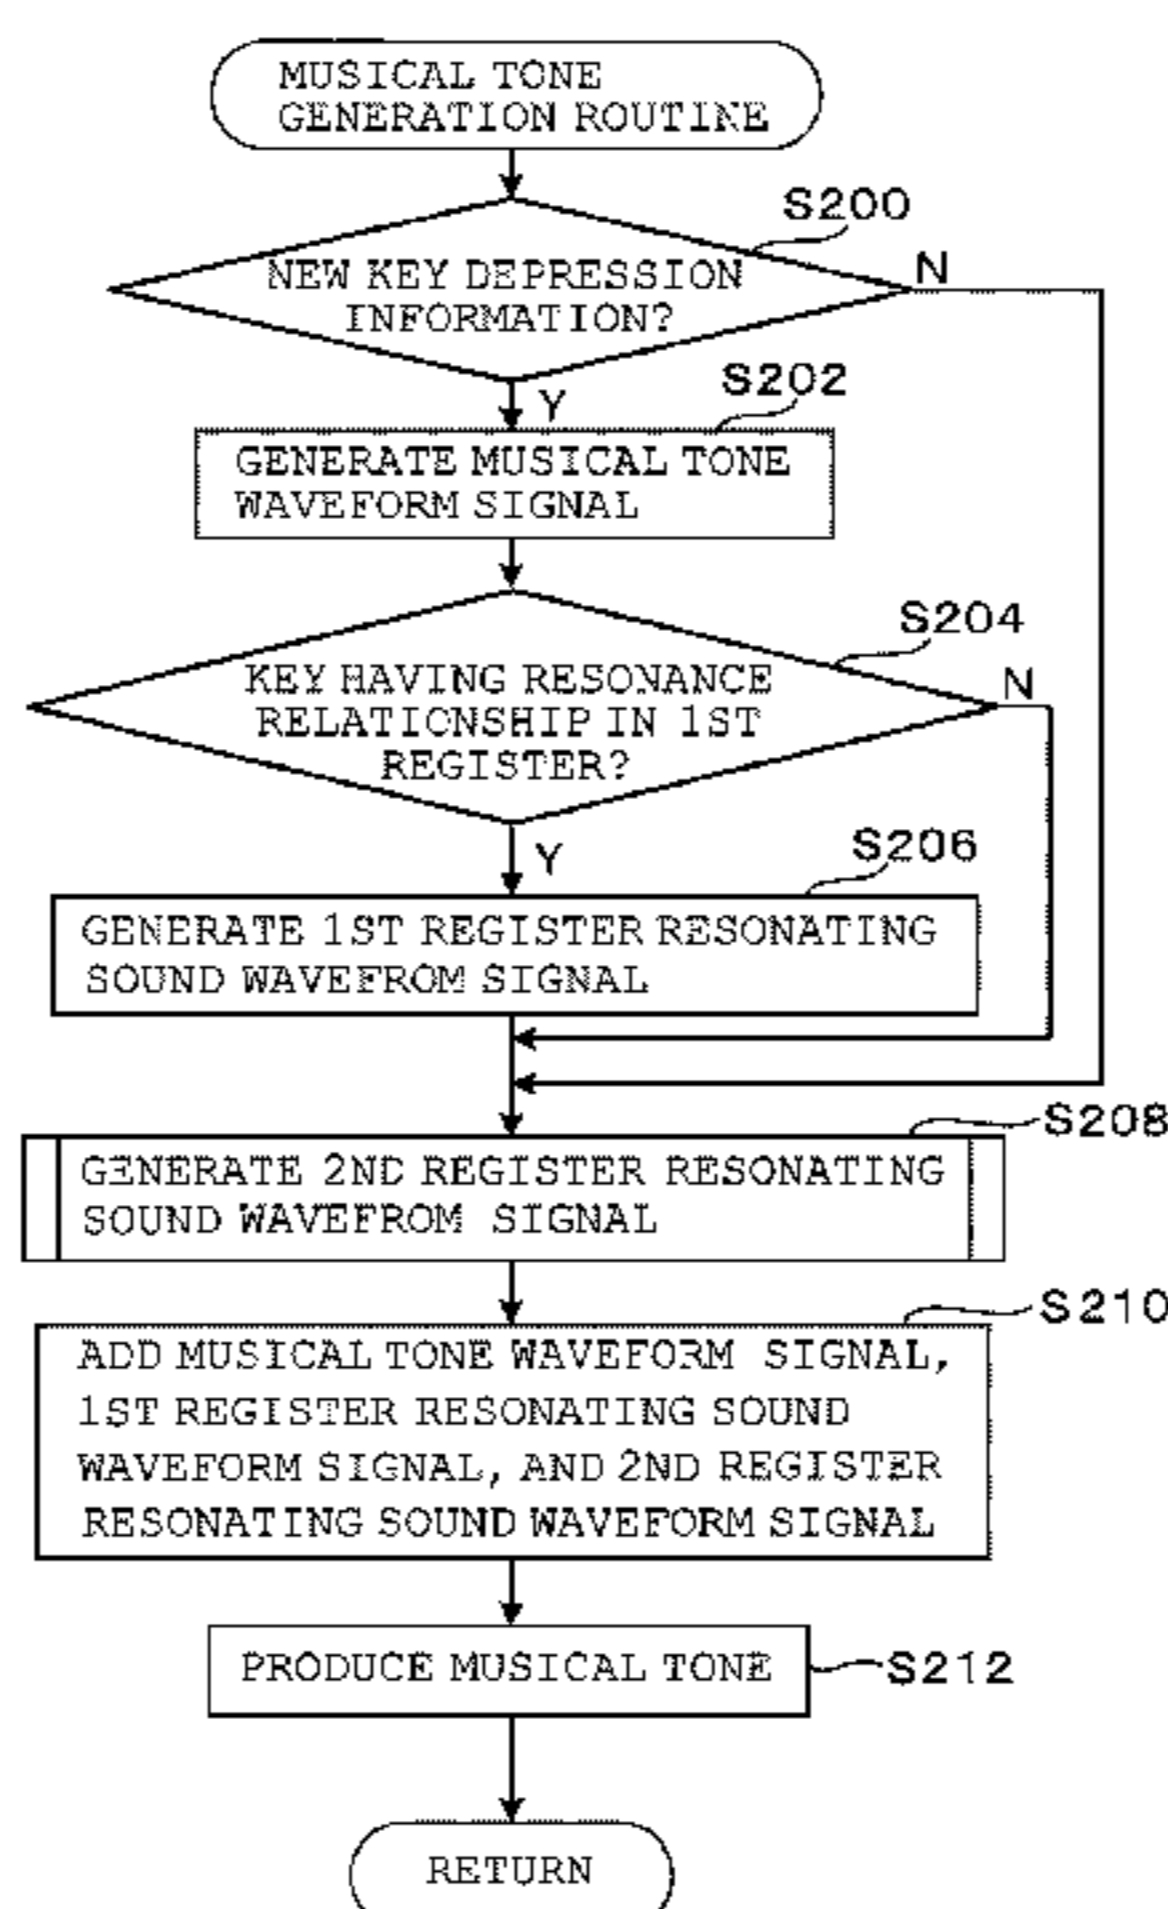 MUSICAL TONE
GENERATION ROUTINE
S200
NEW KEY DEPRESSION
INFORMATION?
N
Y
S202
GENERATE MUSICAL TONE
WAVEFORM SIGNAL
S204
KEY HAVING RESONANCE
RELATIONSHIP IN 1ST
REGISTER?
N
Y
S206
GENERATE 1ST REGISTER RESONATING
SOUND WAVEFROM SIGNAL
S208
GENERATE 2ND REGISTER RESONATING
SOUND WAVEFROM SIGNAL
S210
ADD MUSICAL TONE WAVEFORM SIGNAL,
1ST REGISTER RESONATING SOUND
WAVEFORM SIGNAL, AND 2ND REGISTER
RESONATING SOUND WAVEFORM SIGNAL
PRODUCE MUSICAL TONE
S212
RETURN